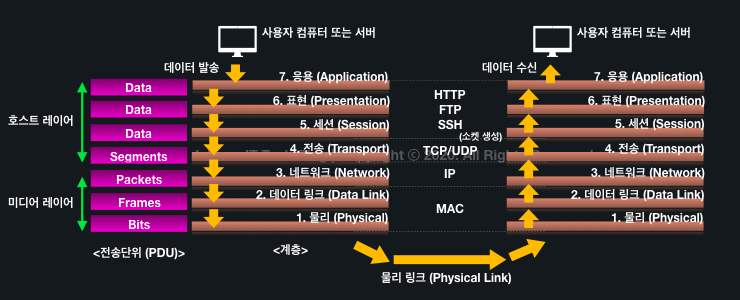 사용자 컴퓨터 또는 서버
사용자 컴퓨터 또는 서버
데이터 발송
데이터 수신
7. 응용 (Application)
7. 응용 (Application)
Data
HTTP
6. 표현 (Presentation)
6. 표현 (Presentation)
Data
FTP
호스트 레이어
5. 세션 (Session)
SSH
5. 세션 (Session)
Data
(소켓 생성)
4. 전송 (Transport)
TCP/UDP
4. 전송 (Transport)
Segments
© 2020. All
3. 네트워크 (Network)
IP
3. 네트워크 (Network)
Packets
미디어 레이어
2. 데이터 링크 (Data Link)
2. 데이터 링크 (Data Link)
Frames
MAC
1. 물리 (Physical)
1. 물리 (Physical)
Bits
<전송단위 (PDU)>
<계층>
물리 링크 (Physical Link)